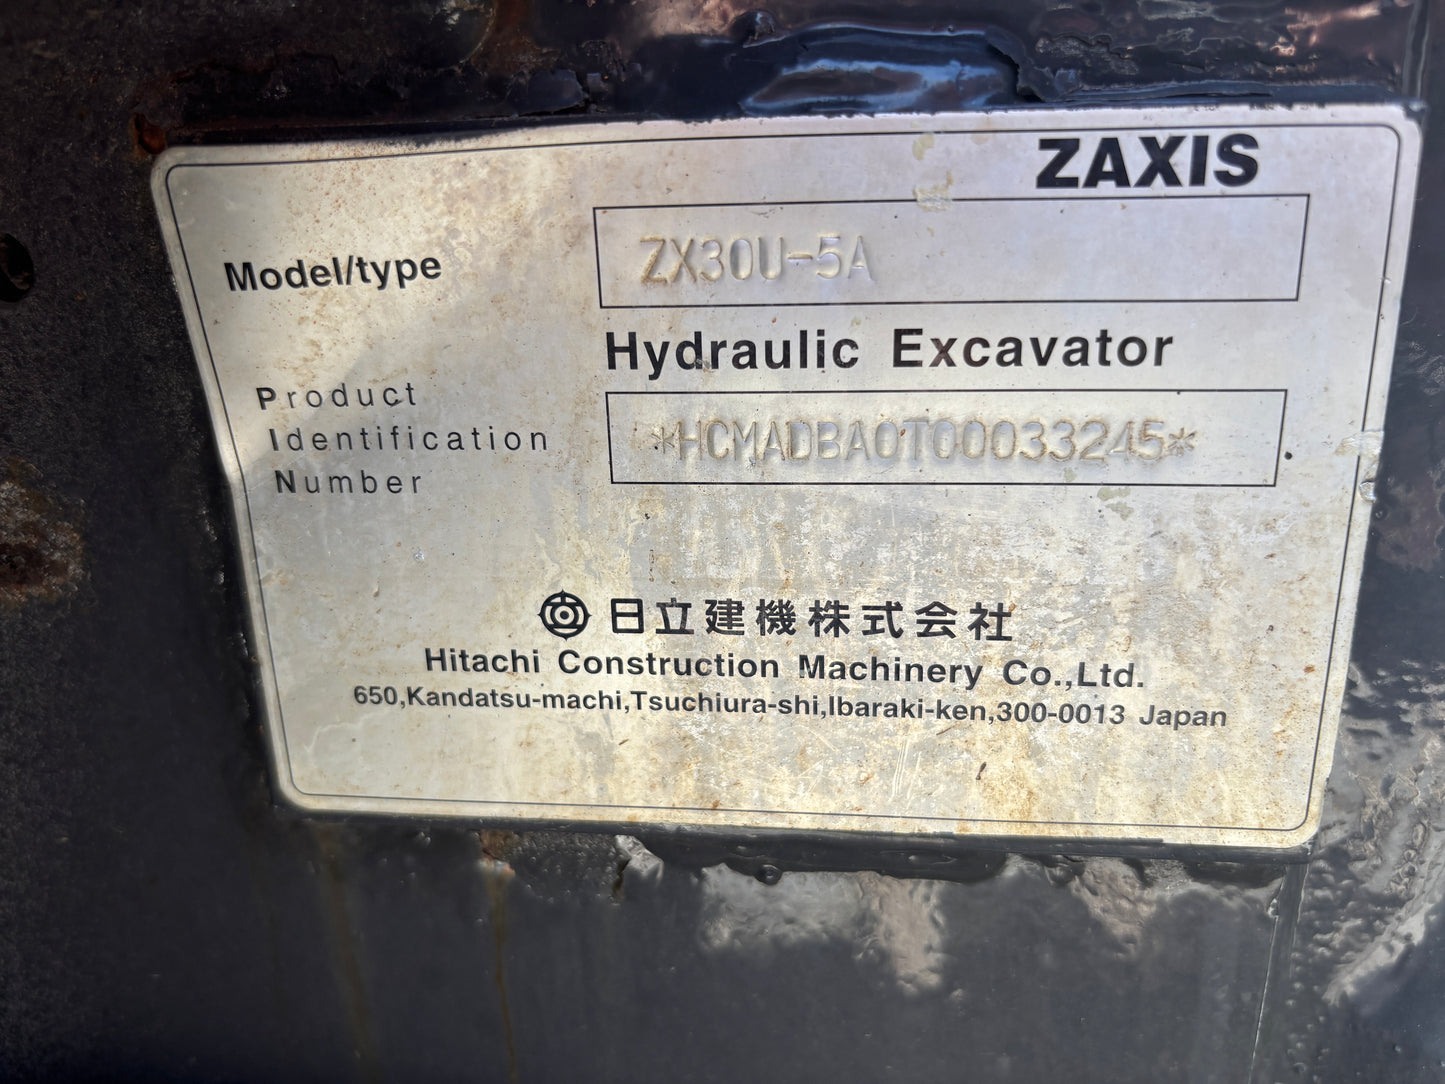 ZAXIS
Model/type ZX30U-5A
Hydraulic Excavator
Product
Identification
Number
*HCMADBA0T00033245*
日立建機株式会社
Hitachi Construction Machinery Co.,Ltd.
650,Kandatsu-machi,Tsuchiura-shi,Ibaraki-ken,300-0013 Japan